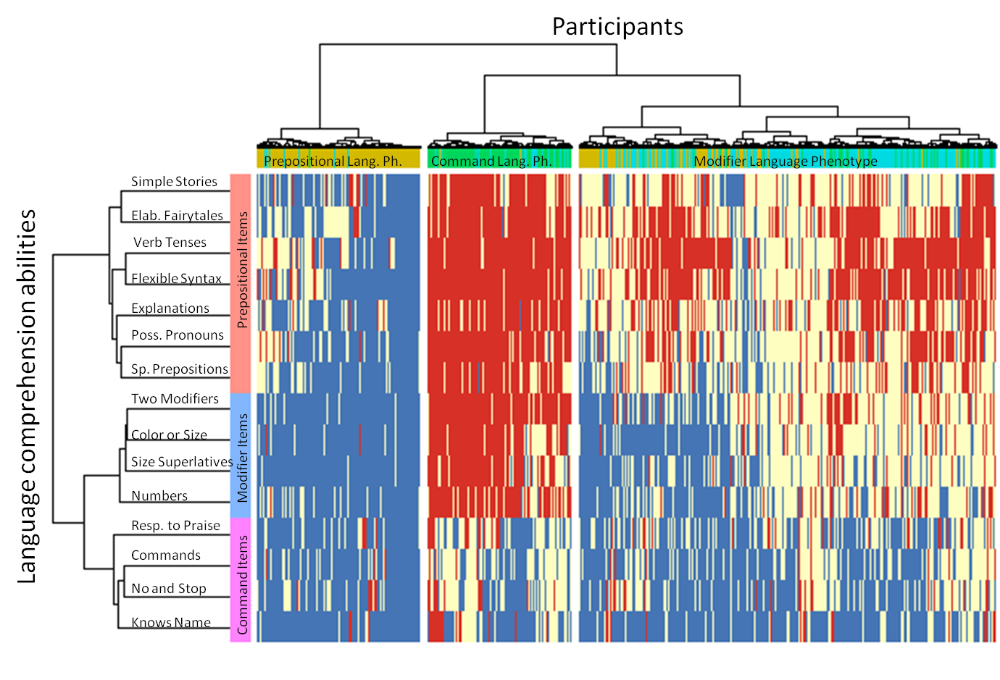 Participants
Prepositional Lang. Ph.
Command Lang. Ph.
Modifier Language Phenotype
Language comprehension abilities
Simple Stories
Elab. Fairytales
Verb Tenses
Flexible Syntax
Explanations
Poss. Pronouns
Sp. Prepositions
Two Modifiers
Color or Size
Size Superlatives
Numbers
Resp. to Praise
Commands
No and Stop
Knows Name
Prepositional Items
Modifier Items
Command Items